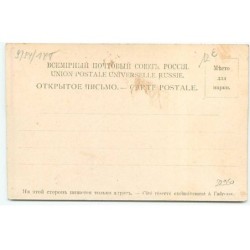 ВСЕМІРНЫЙ ПОЧТОВЫЙ СОЮЗЪ. РОССІЯ.
UNION POSTALE UNIVERSELLE RUSSIE.
ОТКРЫТОЕ ПИСЬМО. — CARTE POSTALE.
Мѣсто
для
марки.
На этой сторонѣ пишется только адресъ. — Côté réservé exclusivement à l'adresse.